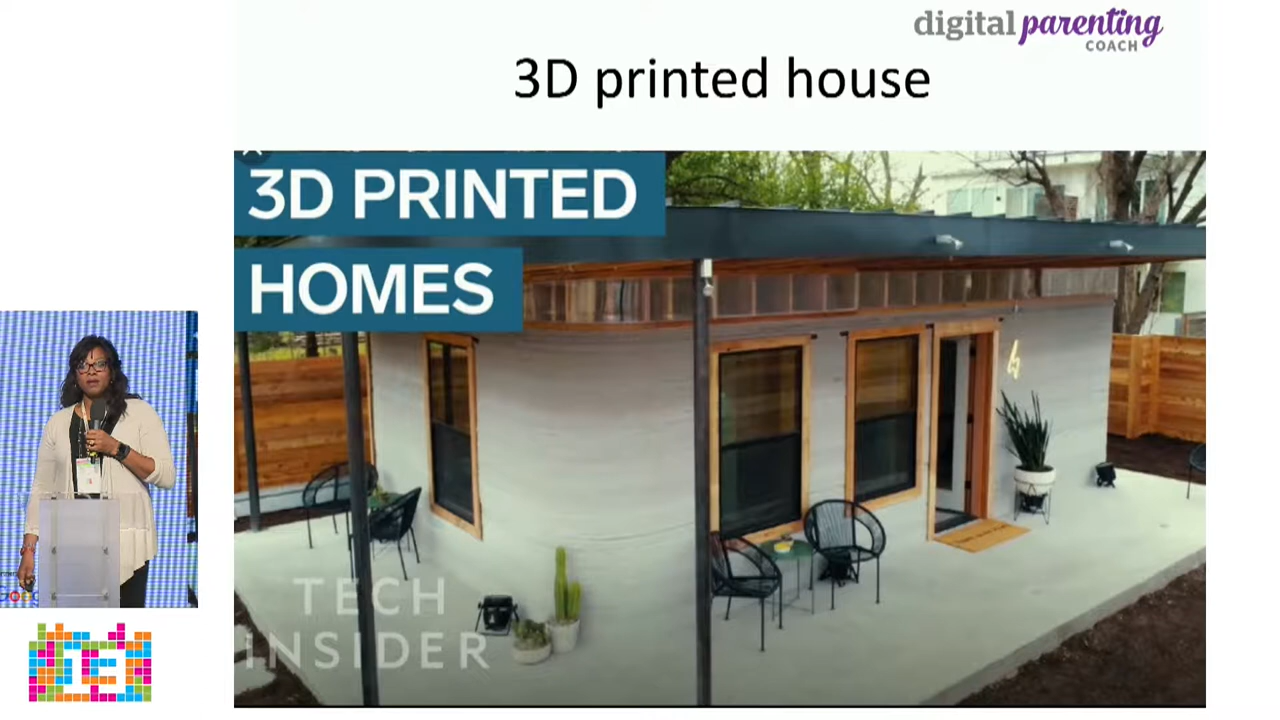 digital parenting
COACH
3D printed house
3D PRINTED
HOMES
TECH
INSIDER